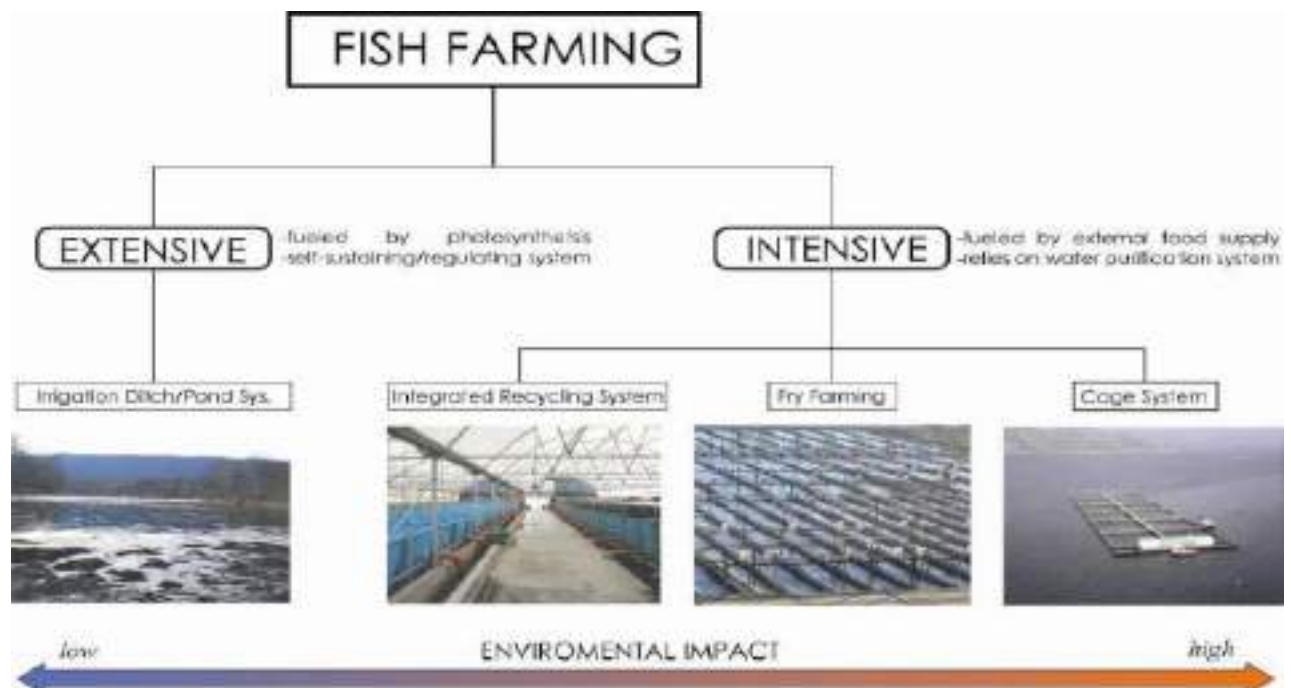 FISH FARMING
EXTENSIVE
-fueled by photosynthetsis
-self-sustaining/regulating system
INTENSIVE
-fueled by external food supply
-relies on water purification system
Irrigation Ditch/Pond Sys.
Integrated Recycling System
Fry Farming
Cage System
low
ENVIROMENTAL IMPACT
high